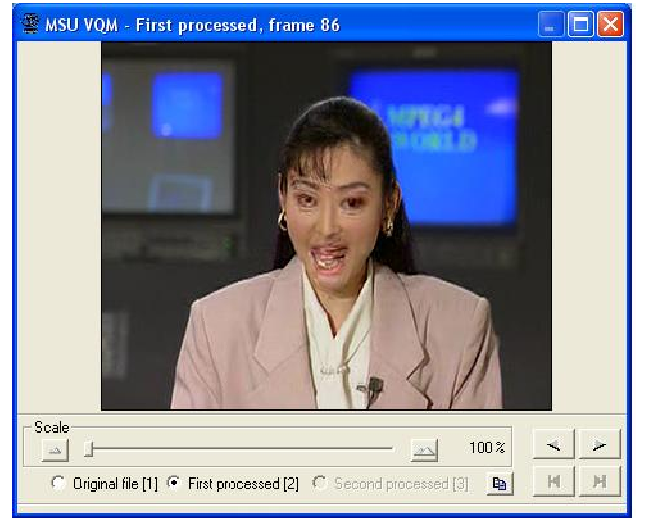 MSU VQM - First processed, frame 86
MPEG4
WORLD
Scale
100%
Original file [1] First processed [2] Second processed [3]